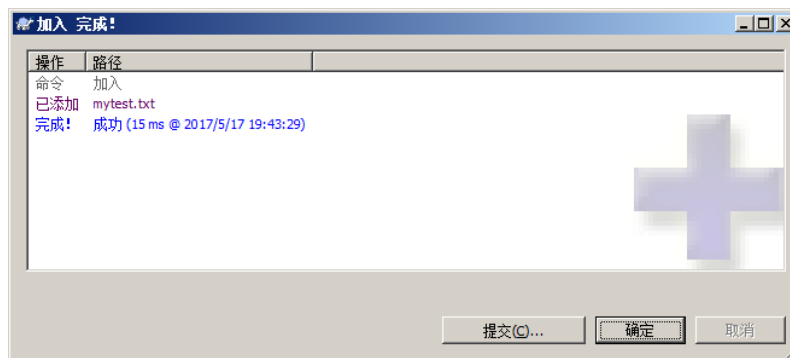 加入 完成!
操作 路径
命令 加入
已添加 mytest.txt
完成! 成功 (15 ms @ 2017/5/17 19:43:29)
提交(C)... 确定 取消